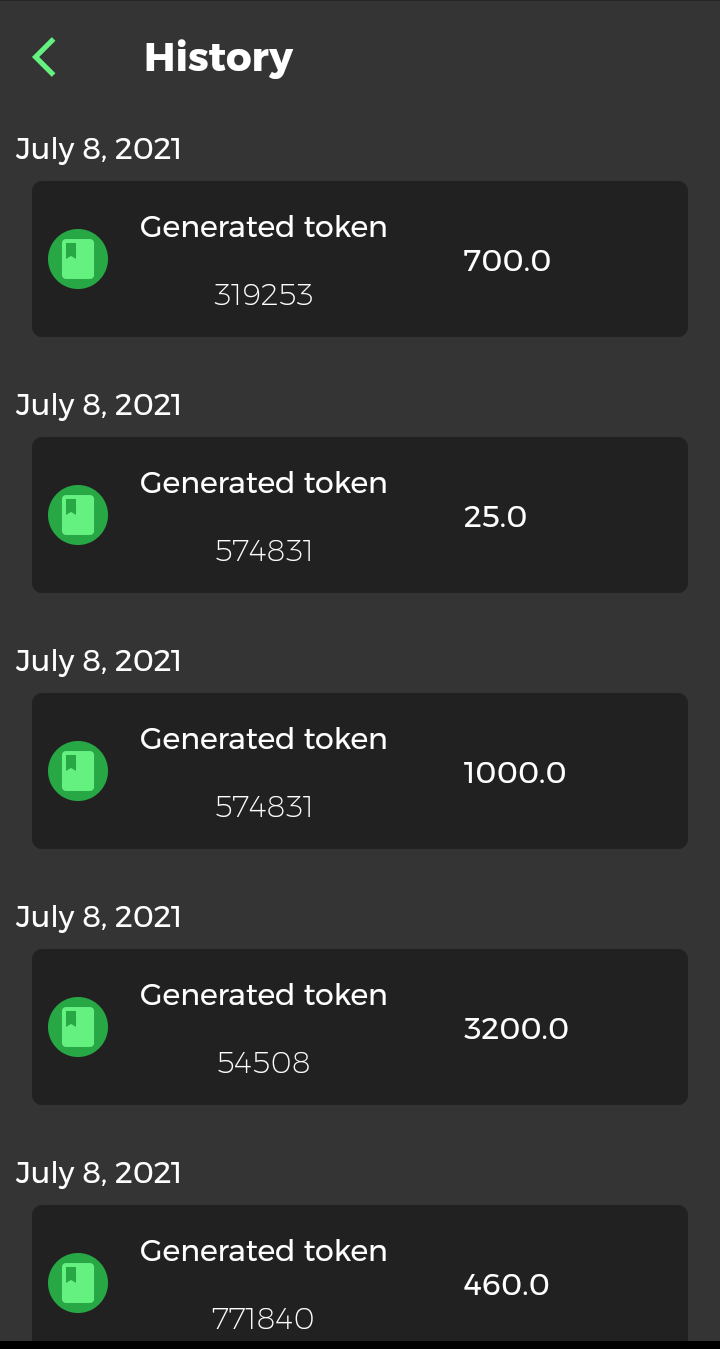 History
July 8, 2021
Generated token
700.0
319253
July 8, 2021
Generated token
25.0
574831
July 8, 2021
Generated token
1000.0
574831
July 8, 2021
Generated token
3200.0
54508
July 8, 2021
Generated token
460.0
771840